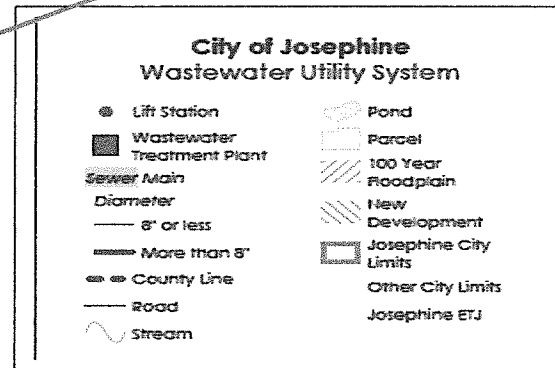 City of Josephine
Wastewater Utility System
Lift Station
Wastewater
Treatment Plant
Sewer Main
Diameter
8" or less
More than 8"
County Line
Road
Stream
Pond
Parcel
100 Year
Floodplain
New
Development
Josephine City
Limits
Other City Limits
Josephine ETJ